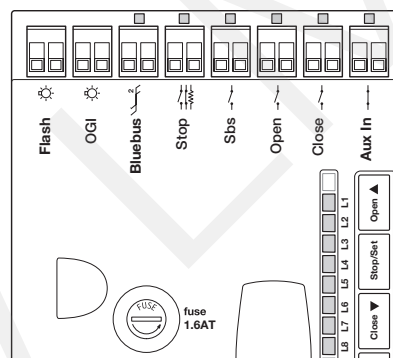 Flash
OGI
Bluebus
2
Stop
Sbs
Open
Close
Aux In
L1
L2
L3
L4
L5
L6
L7
L8
Open ▲
Stop/Set
Close ▼
FUSE
fuse
1.6AT